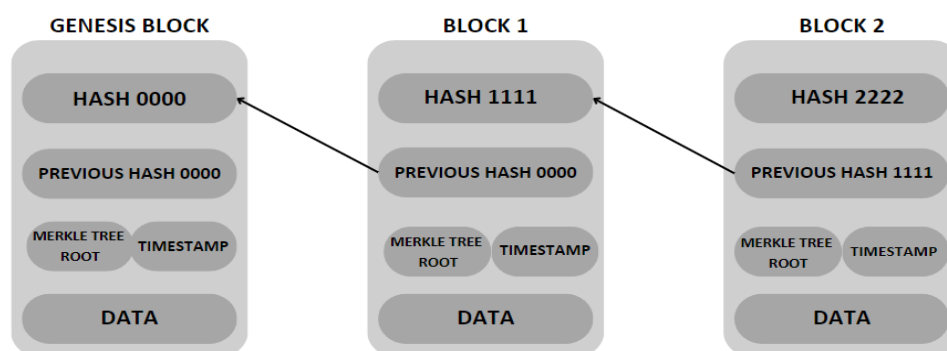 GENESIS BLOCK
HASH 0000
PREVIOUS HASH 0000
MERKLE TREE
ROOT
TIMESTAMP
DATA
BLOCK 1
HASH 1111
PREVIOUS HASH 0000
MERKLE TREE
ROOT
TIMESTAMP
DATA
BLOCK 2
HASH 2222
PREVIOUS HASH 1111
MERKLE TREE
ROOT
TIMESTAMP
DATA